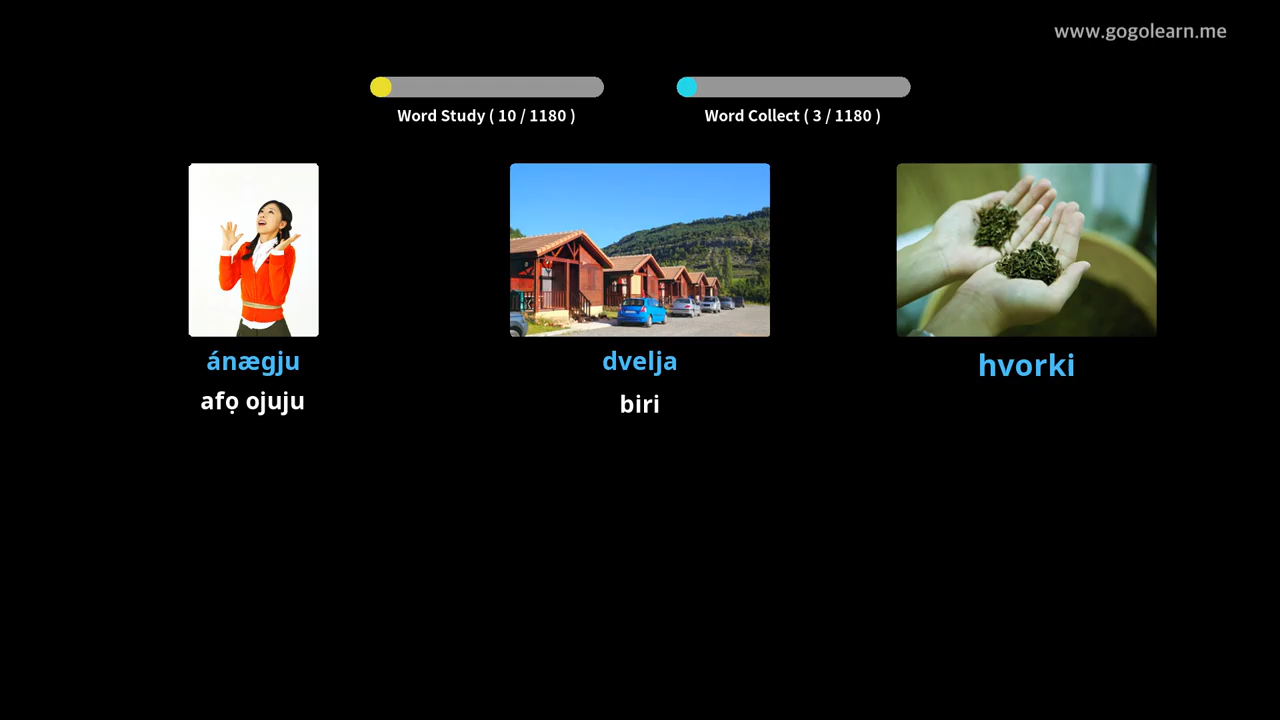 www.gogolearn.me
Word Study ( 10 / 1180 )
Word Collect ( 3 / 1180 )
ánægju
afọ ojuju
dvelja
biri
hvorki